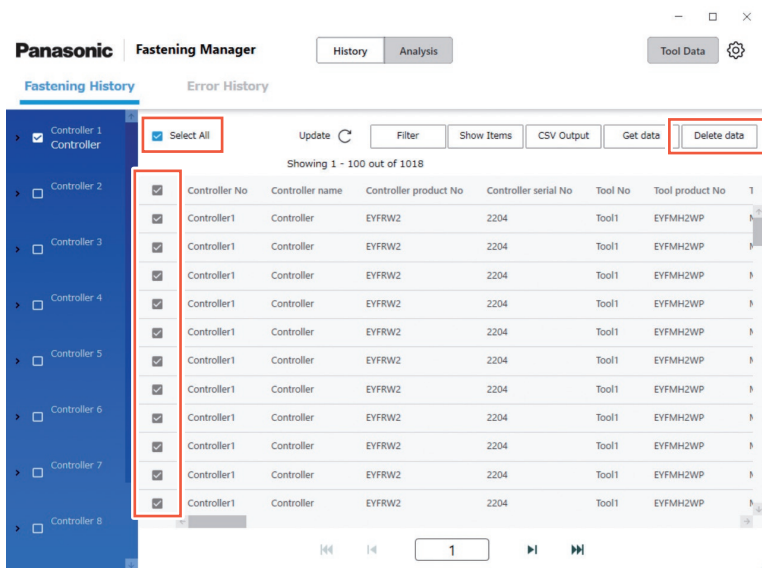 Panasonic Fastening Manager History Analysis Tool Data
Fastening History Error History
Controller 1
Controller
Select All Update Filter Show Items CSV Output Get data Delete data
Showing 1 - 100 out of 1018
Controller No Controller name Controller product No Controller serial No Tool No Tool product No T
Controller 2
Controller1 Controller EYFRW2 2204 Tool1 EYFMH2WP
Controller 3
Controller1 Controller EYFRW2 2204 Tool1 EYFMH2WP
Controller1 Controller EYFRW2 2204 Tool1 EYFMH2WP
Controller 4
Controller1 Controller EYFRW2 2204 Tool1 EYFMH2WP
Controller1 Controller EYFRW2 2204 Tool1 EYFMH2WP
Controller 5
Controller1 Controller EYFRW2 2204 Tool1 EYFMH2WP
Controller1 Controller EYFRW2 2204 Tool1 EYFMH2WP
Controller 6
Controller1 Controller EYFRW2 2204 Tool1 EYFMH2WP
Controller1 Controller EYFRW2 2204 Tool1 EYFMH2WP
Controller 7
Controller1 Controller EYFRW2 2204 Tool1 EYFMH2WP
Controller1 Controller EYFRW2 2204 Tool1 EYFMH2WP
Controller 8
1